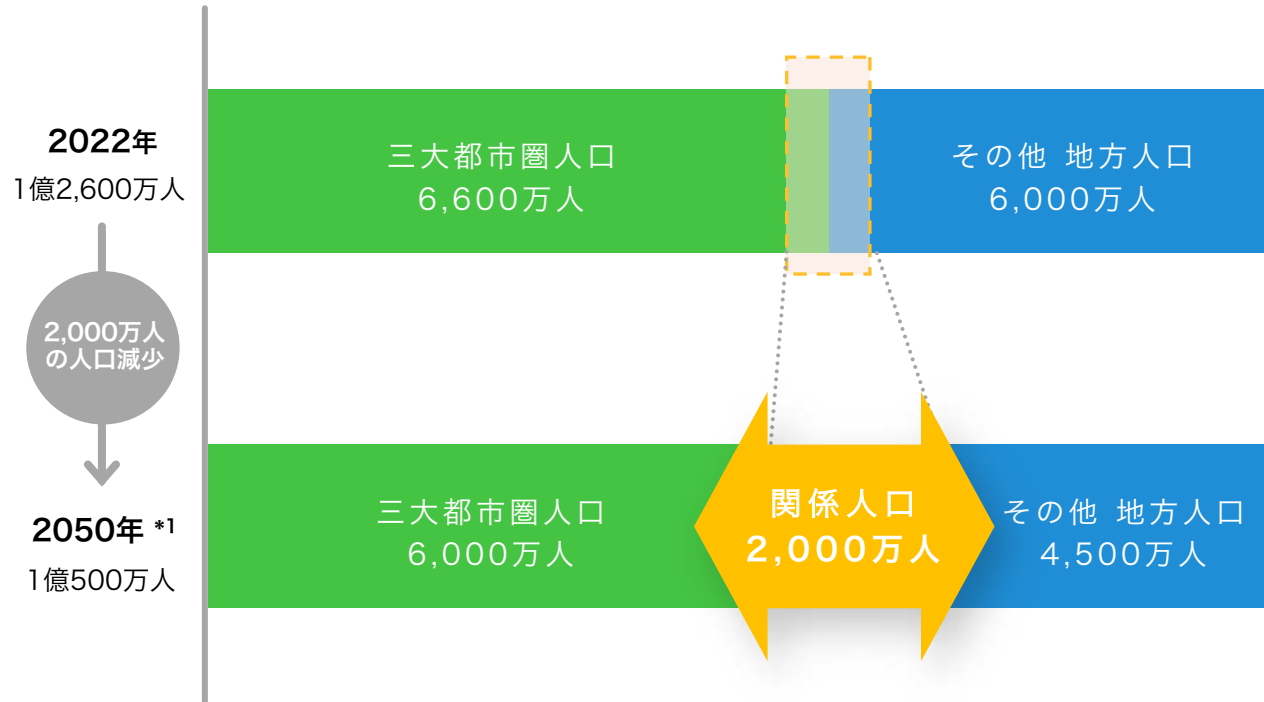 2022年
1億2,600万人
三大都市圏人口
6,600万人
その他 地方人口
6,000万人
2,000万人
の人口減少
2050年 *1
1億500万人
三大都市圏人口
6,000万人
関係人口
2,000万人
その他 地方人口
4,500万人